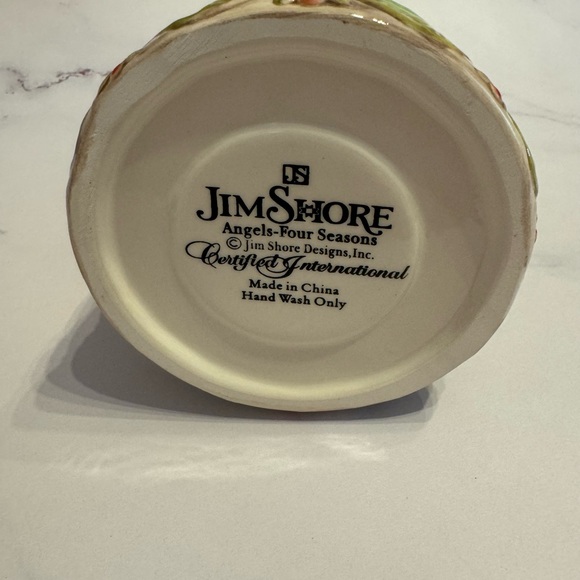 JS
JIM SHORE
Angels-Four Seasons
© Jim Shore Designs, Inc.
Certified International
Made in China
Hand Wash Only